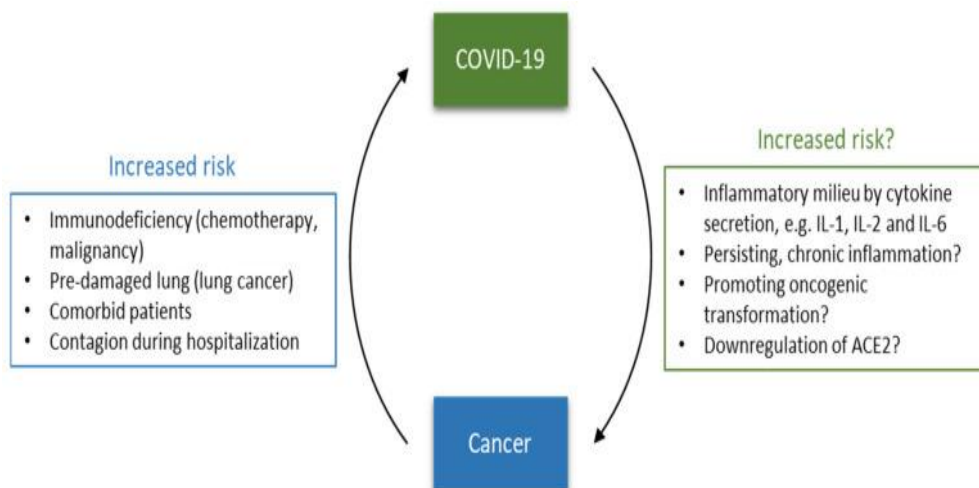 COVID-19
Increased risk
• Immunodeficiency (chemotherapy,
malignancy)
• Pre-damaged lung (lung cancer)
• Comorbid patients
• Contagion during hospitalization
Increased risk?
• Inflammatory milieu by cytokine
secretion, e.g. IL-1, IL-2 and IL-6
• Persisting, chronic inflammation?
• Promoting oncogenic
transformation?
• Downregulation of ACE2?
Cancer